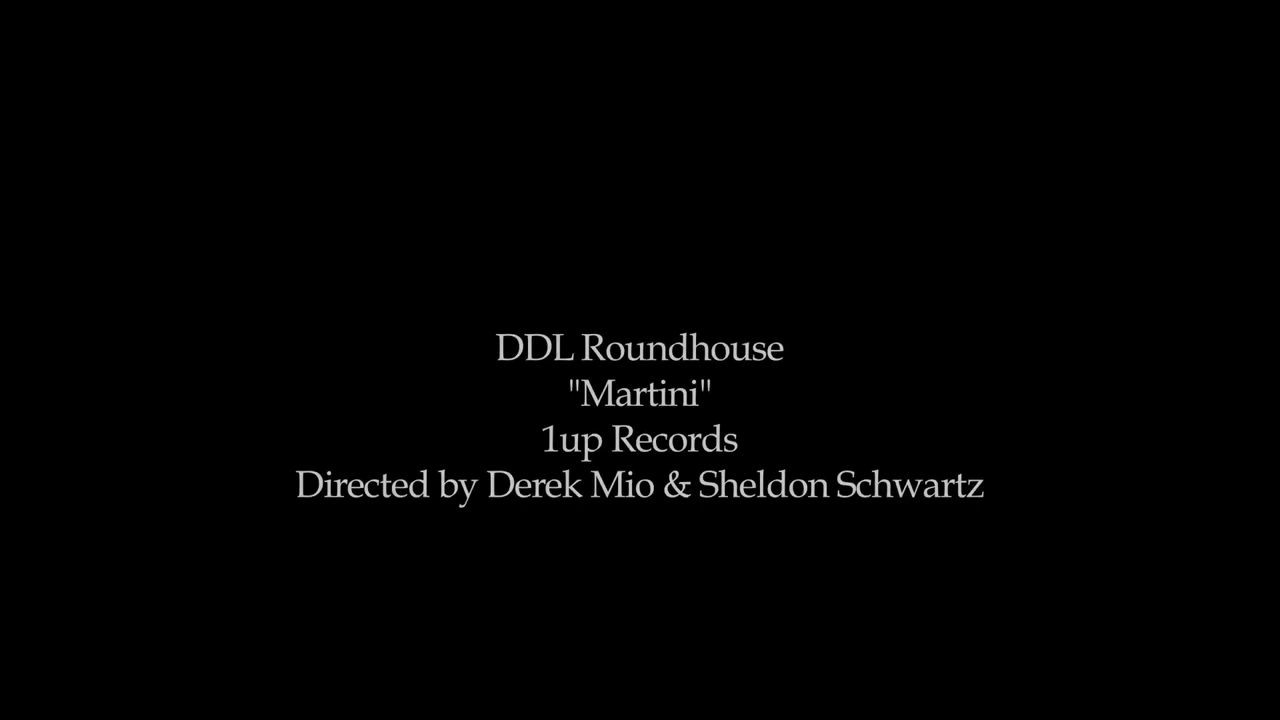 DDL Roundhouse
"Martini"
1up Records
Directed by Derek Mio & Sheldon Schwartz